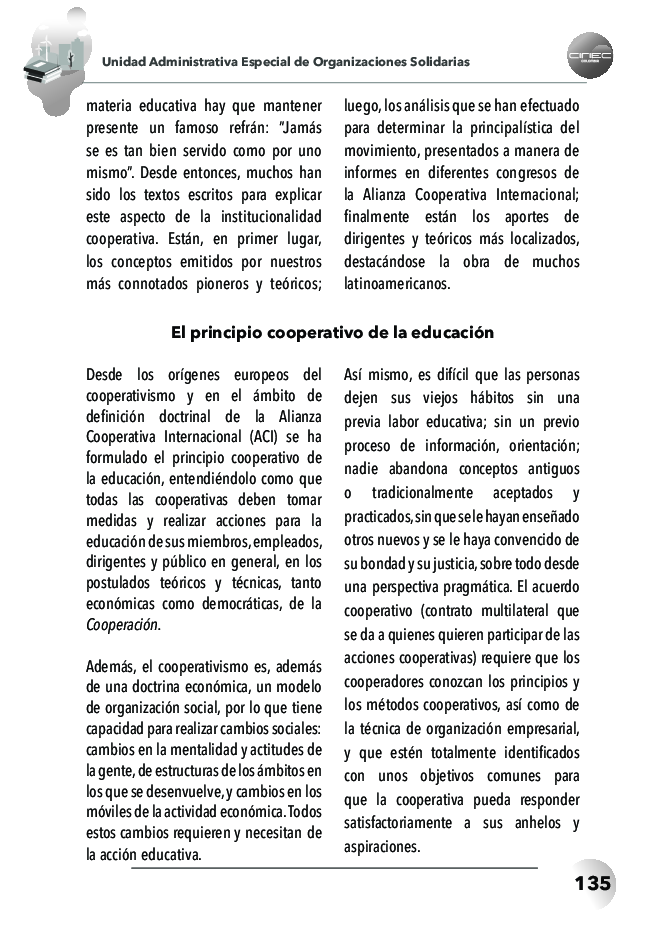 Unidad Administrativa Especial de Organizaciones Solidarias
CINEC
COLOMBIA
materia educativa hay que mantener
presente un famoso refrán: "Jamás
se es tan bien servido como por uno
mismo". Desde entonces, muchos han
sido los textos escritos para explicar
este aspecto de la institucionalidad
cooperativa. Están, en primer lugar,
los conceptos emitidos por nuestros
más connotados pioneros y teóricos;
luego, los análisis que se han efectuado
para determinar la principalística del
movimiento, presentados a manera de
informes en diferentes congresos de
la Alianza Cooperativa Internacional;
finalmente están los aportes de
dirigentes y teóricos más localizados,
destacándose la obra de muchos
latinoamericanos.
El principio cooperativo de la educación
Desde los orígenes europeos del
cooperativismo y en el ámbito de
definición doctrinal de la Alianza
Cooperativa Internacional (ACI) se ha
formulado el principio cooperativo de
la educación, entendiéndolo como que
todas las cooperativas deben tomar
medidas y realizar acciones para la
educación de sus miembros, empleados,
dirigentes y público en general, en los
postulados teóricos y técnicas, tanto
económicas como democráticas, de la
Cooperación.
Además, el cooperativismo es, además
de una doctrina económica, un modelo
de organización social, por lo que tiene
capacidad para realizar cambios sociales:
cambios en la mentalidad y actitudes de
la gente, de estructuras de los ámbitos en
los que se desenvuelve, y cambios en los
móviles de la actividad económica. Todos
estos cambios requieren y necesitan de
la acción educativa.
Así mismo, es difícil que las personas
dejen sus viejos hábitos sin una
previa labor educativa; sin un previo
proceso de información, orientación;
nadie abandona conceptos antiguos
o tradicionalmente aceptados y
practicados, sin que se le hayan enseñado
otros nuevos y se le haya convencido de
su bondad y su justicia, sobre todo desde
una perspectiva pragmática. El acuerdo
cooperativo (contrato multilateral que
se da a quienes quieren participar de las
acciones cooperativas) requiere que los
cooperadores conozcan los principios y
los métodos cooperativos, así como de
la técnica de organización empresarial,
y que estén totalmente identificados
con unos objetivos comunes para
que la cooperativa pueda responder
satisfactoriamente a sus anhelos y
aspiraciones.
135